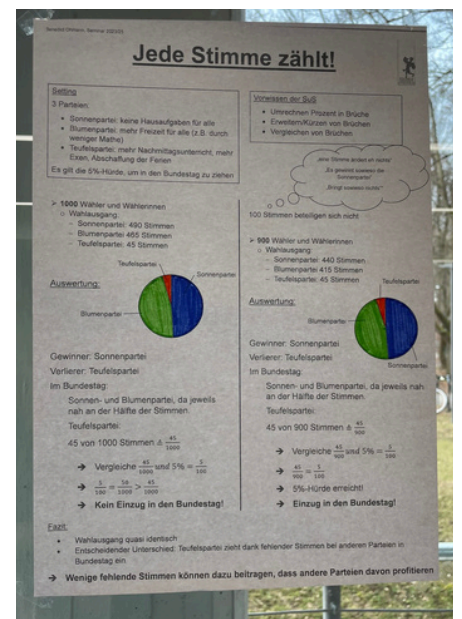 Jede Stimme zählt!
Setting
3 Parteien:
• Sonnenpartei: keine Hausaufgaben für alle
• Blumenpartei: mehr Freizeit für alle (z.B. durch
weniger Mathe)
• Teufelspartei: mehr Nachmittagsunterricht, mehr
Exen, Abschaffung der Ferien
Es gilt die 5%-Hürde, um in den Bundestag zu ziehen
➢ 1000 Wähler und Wählerinnen
o Wahlausgang:
− Sonnenpartei: 490 Stimmen
− Blumenpartei 465 Stimmen
− Teufelspartei: 45 Stimmen
Teufelspartei
Sonnenpartei
Auswertung:
Blumenpartei
Gewinner: Sonnenpartei
Verlierer: Teufelspartei
Im Bundestag:
Sonnen- und Blumenpartei, da jeweils
nah an der Hälfte der Stimmen.
Teufelspartei:
45 von 1000 Stimmen ≙ 45/1000
→ Vergleiche 45/1000 und 5% = 5/100
→ 5/100 = 50/1000 > 45/1000
→ Kein Einzug in den Bundestag!
Vorwissen der SuS
• Umrechnen Prozent in Brüche
• Erweitern/Kürzen von Brüchen
• Vergleichen von Brüchen
„Meine Stimme ändert eh nichts"
„Es gewinnt sowieso die
Sonnenpartei"
„Bringt sowieso nichts"
100 Stimmen beteiligen sich nicht
➢ 900 Wähler und Wählerinnen
o Wahlausgang:
− Sonnenpartei: 440 Stimmen
− Blumenpartei 415 Stimmen
− Teufelspartei: 45 Stimmen
Teufelspartei
Auswertung:
Blumenpartei
Sonnenpartei
Gewinner: Sonnenpartei
Verlierer: Teufelspartei
Im Bundestag:
Sonnen- und Blumenpartei, da jeweils nah
an der Hälfte der Stimmen.
Teufelspartei:
45 von 900 Stimmen ≙ 45/900
→ Vergleiche 45/900 und 5% = 5/100
→ 45/900 = 5/100
→ 5%-Hürde erreicht!
→ Einzug in den Bundestag!
Fazit:
• Wahlausgang quasi identisch
• Entscheidender Unterschied: Teufelspartei zieht dank fehlender Stimmen bei anderen Parteien in
Bundestag ein
→ Wenige fehlende Stimmen können dazu beitragen, dass andere Parteien davon profitieren